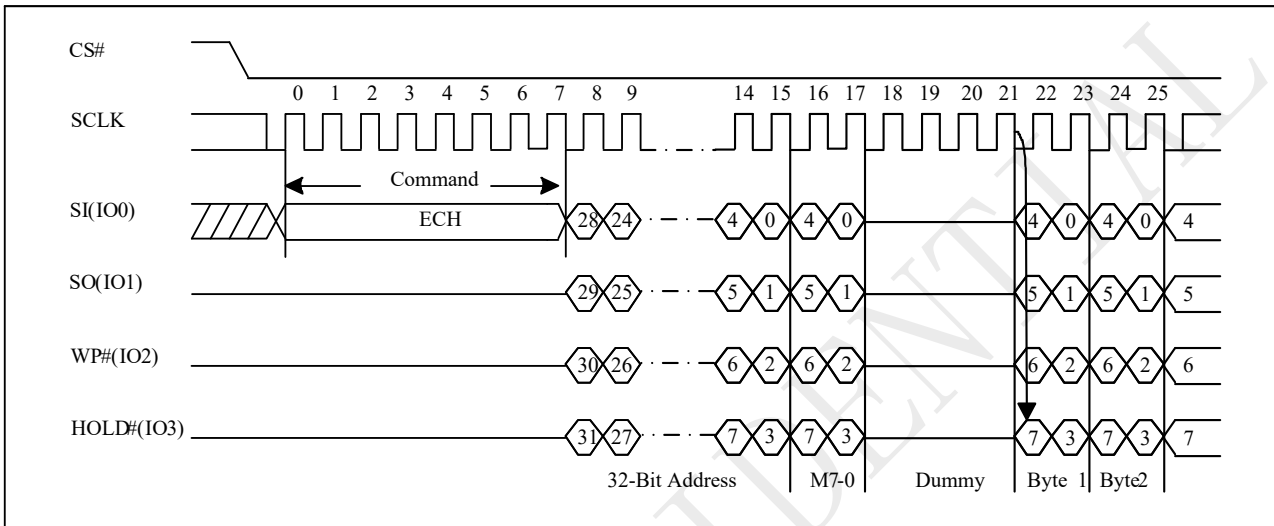 CS#
0 1 2 3 4 5 6 7 8 9 14 15 16 17 18 19 20 21 22 23 24 25
SCLK
Command
SI(IO0) ECH 28 24 4 0 4 0 4 0 4 0 4
SO(IO1) 29 25 5 1 5 1 5 1 5 1 5
WP#(IO2) 30 26 6 2 6 2 6 2 6 2 6
HOLD#(IO3) 31 27 7 3 7 3 7 3 7 3 7
32-Bit Address M7-0 Dummy Byte 1 Byte2
IDENTIAL